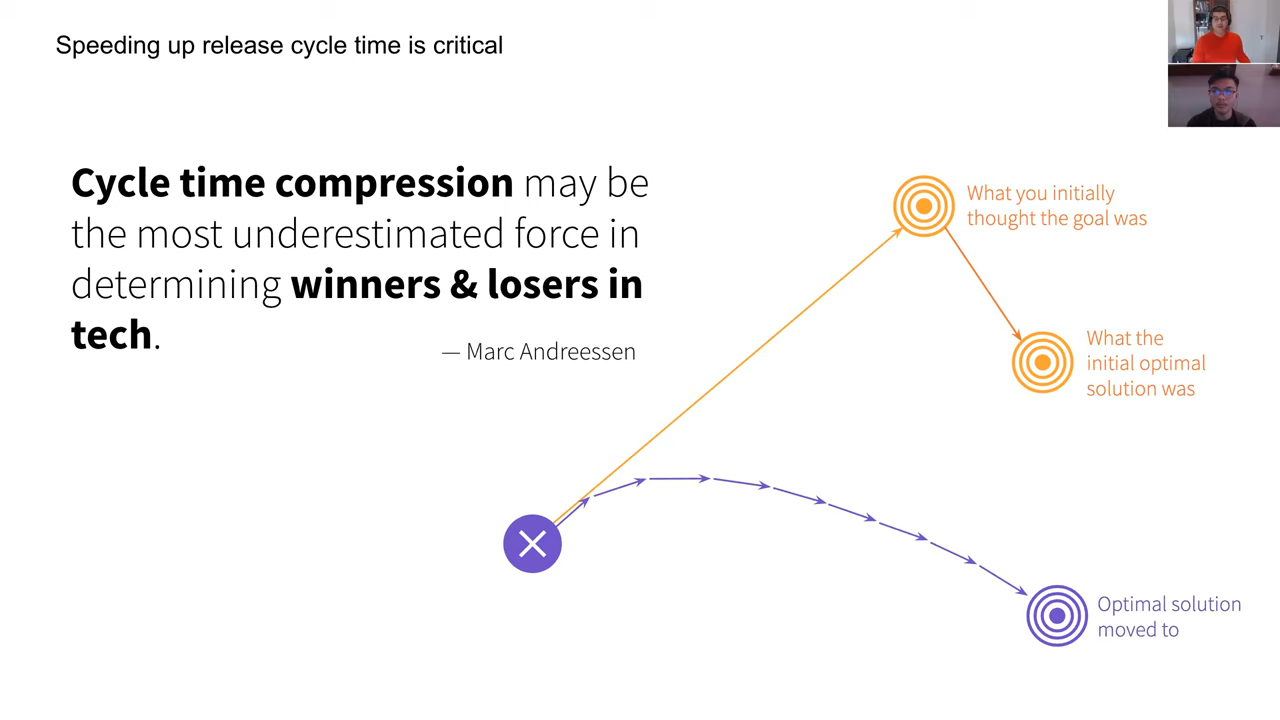 Speeding up release cycle time is critical
Cycle time compression may be
the most underestimated force in
determining winners & losers in
tech.
— Marc Andreessen
What you initially
thought the goal was
What the
initial optimal
solution was
Optimal solution
moved to